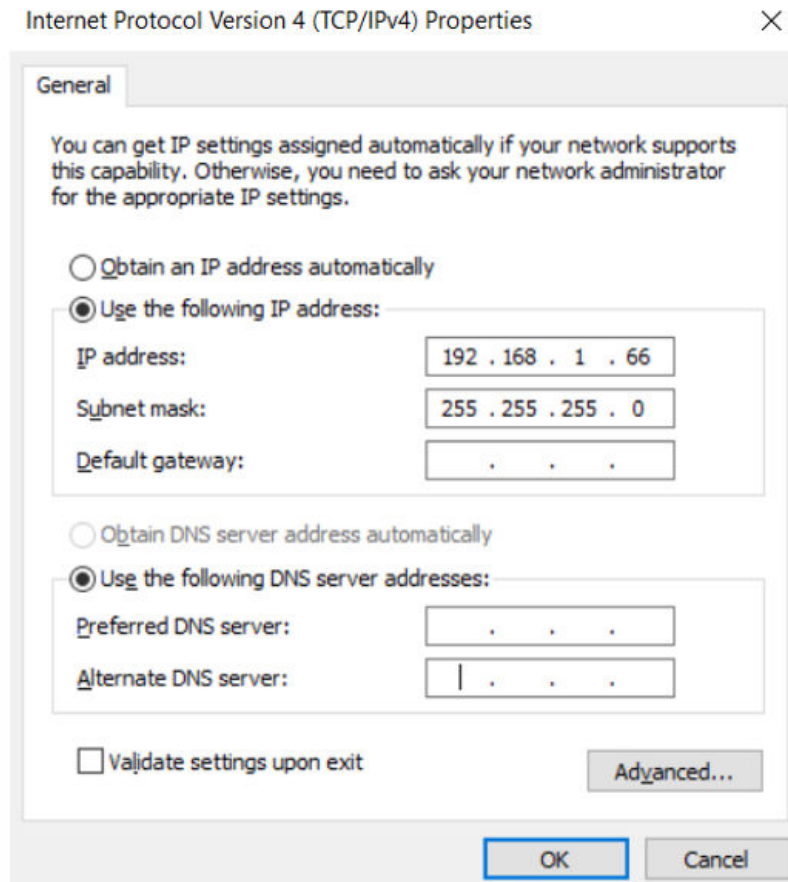 Internet Protocol Version 4 (TCP/IPv4) Properties
General
You can get IP settings assigned automatically if your network supports
this capability. Otherwise, you need to ask your network administrator
for the appropriate IP settings.
Obtain an IP address automatically
Use the following IP address:
IP address: 192 . 168 . 1 . 66
Subnet mask: 255 . 255 . 255 . 0
Default gateway: . . .
Obtain DNS server address automatically
Use the following DNS server addresses:
Preferred DNS server: . . .
Alternate DNS server: . . .
Validate settings upon exit
Advanced...
OK Cancel